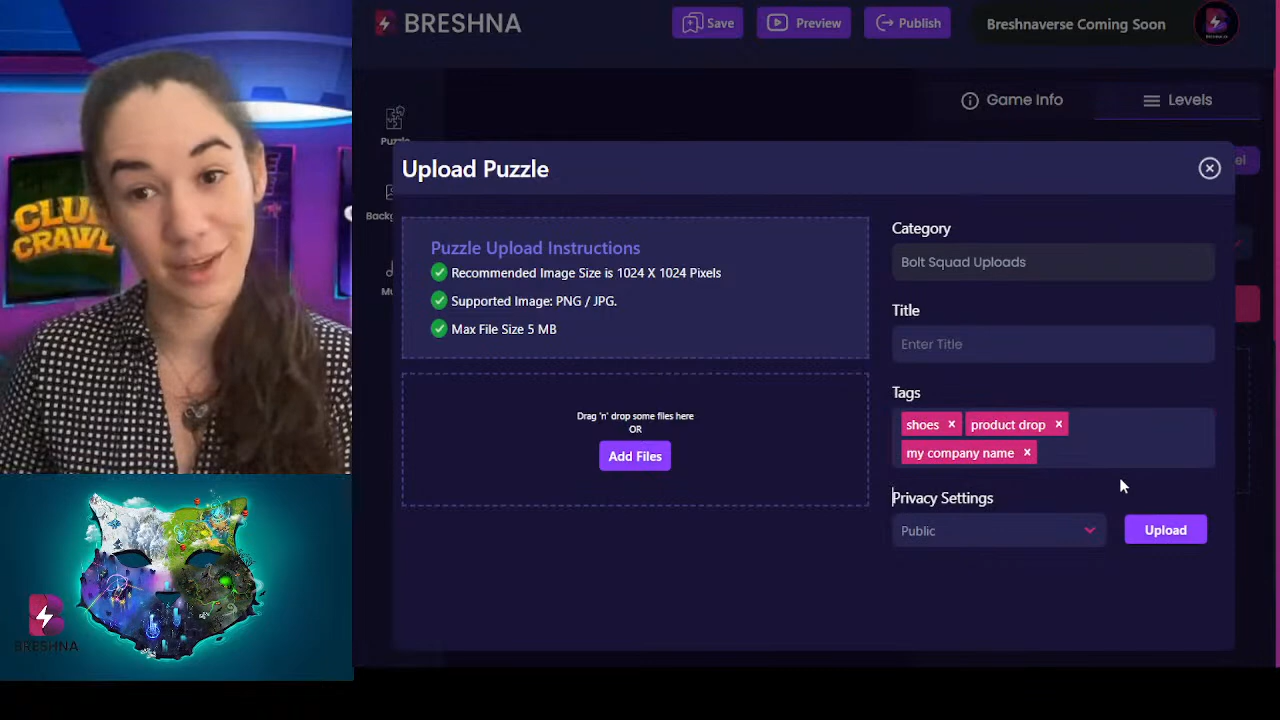 BRESHNA
Save
Preview
Publish
Breshnaverse Coming Soon
Game Info
Levels
Upload Puzzle
Puzzle Upload Instructions
Recommended Image Size is 1024 X 1024 Pixels
Supported Image: PNG / JPG.
Max File Size 5 MB
Drag 'n' drop some files here
OR
Add Files
Category
Bolt Squad Uploads
Title
Enter Title
Tags
shoes ×
product drop ×
my company name ×
Privacy Settings
Public
Upload
CRAWL
BRESHNA